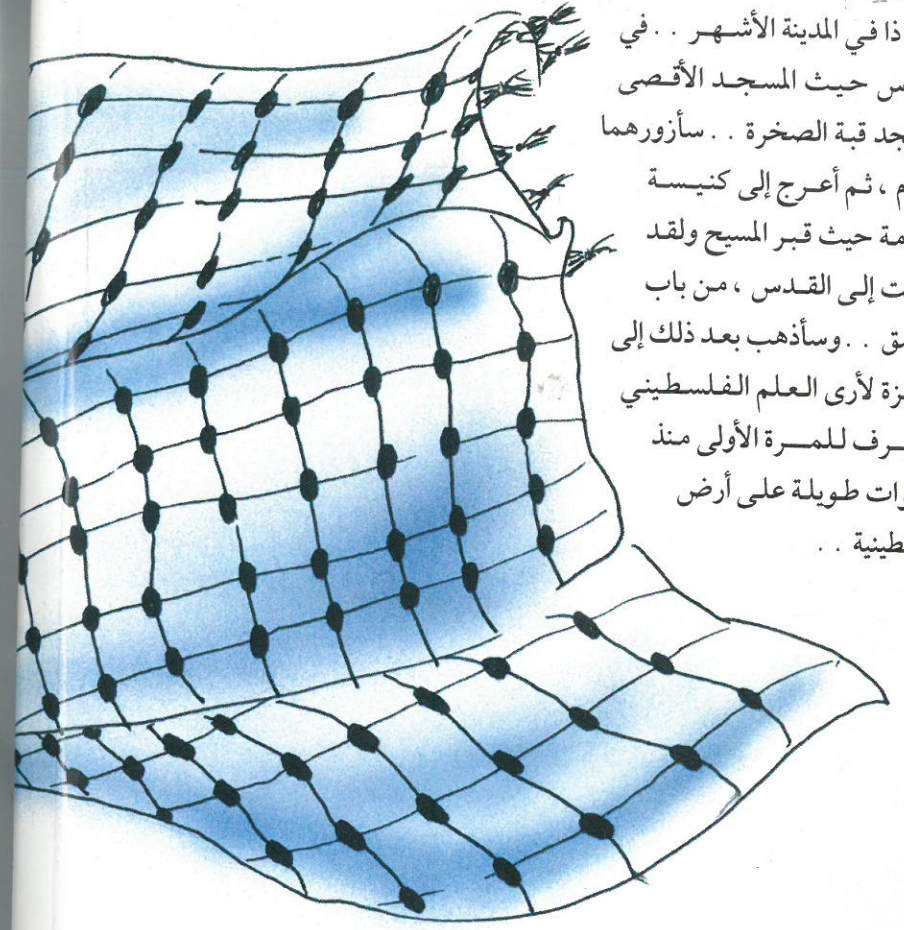 ذا في المدينة الأشهر . . في
س حيث المسجد الأقصى
جد قبة الصخرة . . سأزورهما
م ، ثم أعرج إلى كنيسة
مة حيث قبر المسيح ولقد
ت إلى القدس ، من باب
ق . . وسأذهب بعد ذلك إلى
زة لأرى العلم الفلسطيني
رف للمرة الأولى منذ
وات طويلة على أرض
طينية . .